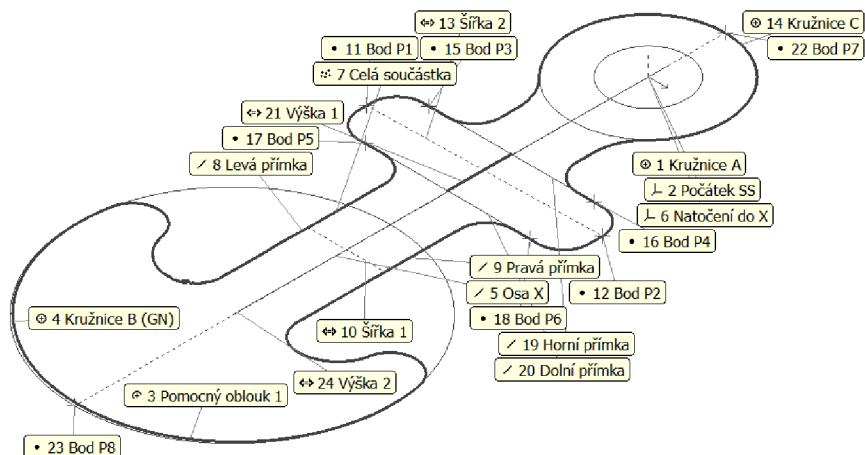 ⊕ 14 Kružnice C
⇔ 13 Šířka 2
• 11 Bod P1
• 15 Bod P3
• 22 Bod P7
7 Celá součástka
⇔ 21 Výška 1
• 17 Bod P5
⁄ 8 Levá přímka
⊕ 1 Kružnice A
2 Počátek SS
6 Natočení do X
• 16 Bod P4
⁄ 9 Pravá přímka
⁄ 5 Osa X
• 12 Bod P2
⊕ 4 Kružnice B (GN)
⇔ 10 Šířka 1
• 18 Bod P6
⁄ 19 Horní přímka
⁄ 20 Dolní přímka
⇔ 24 Výška 2
3 Pomocný oblouk 1
• 23 Bod P8